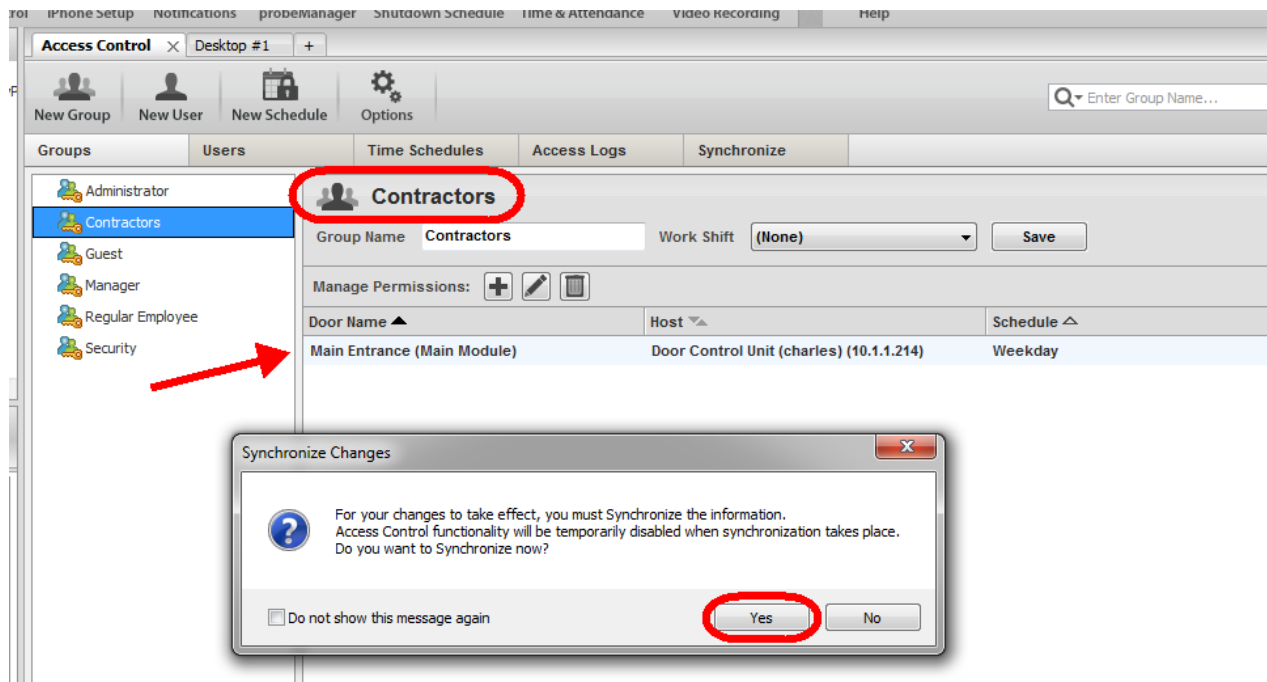 rol iPhone Setup Notifications probeManager Shutdown Schedule Time & Attendance Video Recording Help
Access Control Desktop #1 +
New Group New User New Schedule Options
Enter Group Name...
Groups Users Time Schedules Access Logs Synchronize
Administrator
Contractors
Guest
Manager
Regular Employee
Security
Contractors
Group Name Contractors Work Shift (None) Save
Manage Permissions:
Door Name Host Schedule
Main Entrance (Main Module) Door Control Unit (charles) (10.1.1.214) Weekday
Synchronize Changes
For your changes to take effect, you must Synchronize the information.
Access Control functionality will be temporarily disabled when synchronization takes place.
Do you want to Synchronize now?
Do not show this message again Yes No